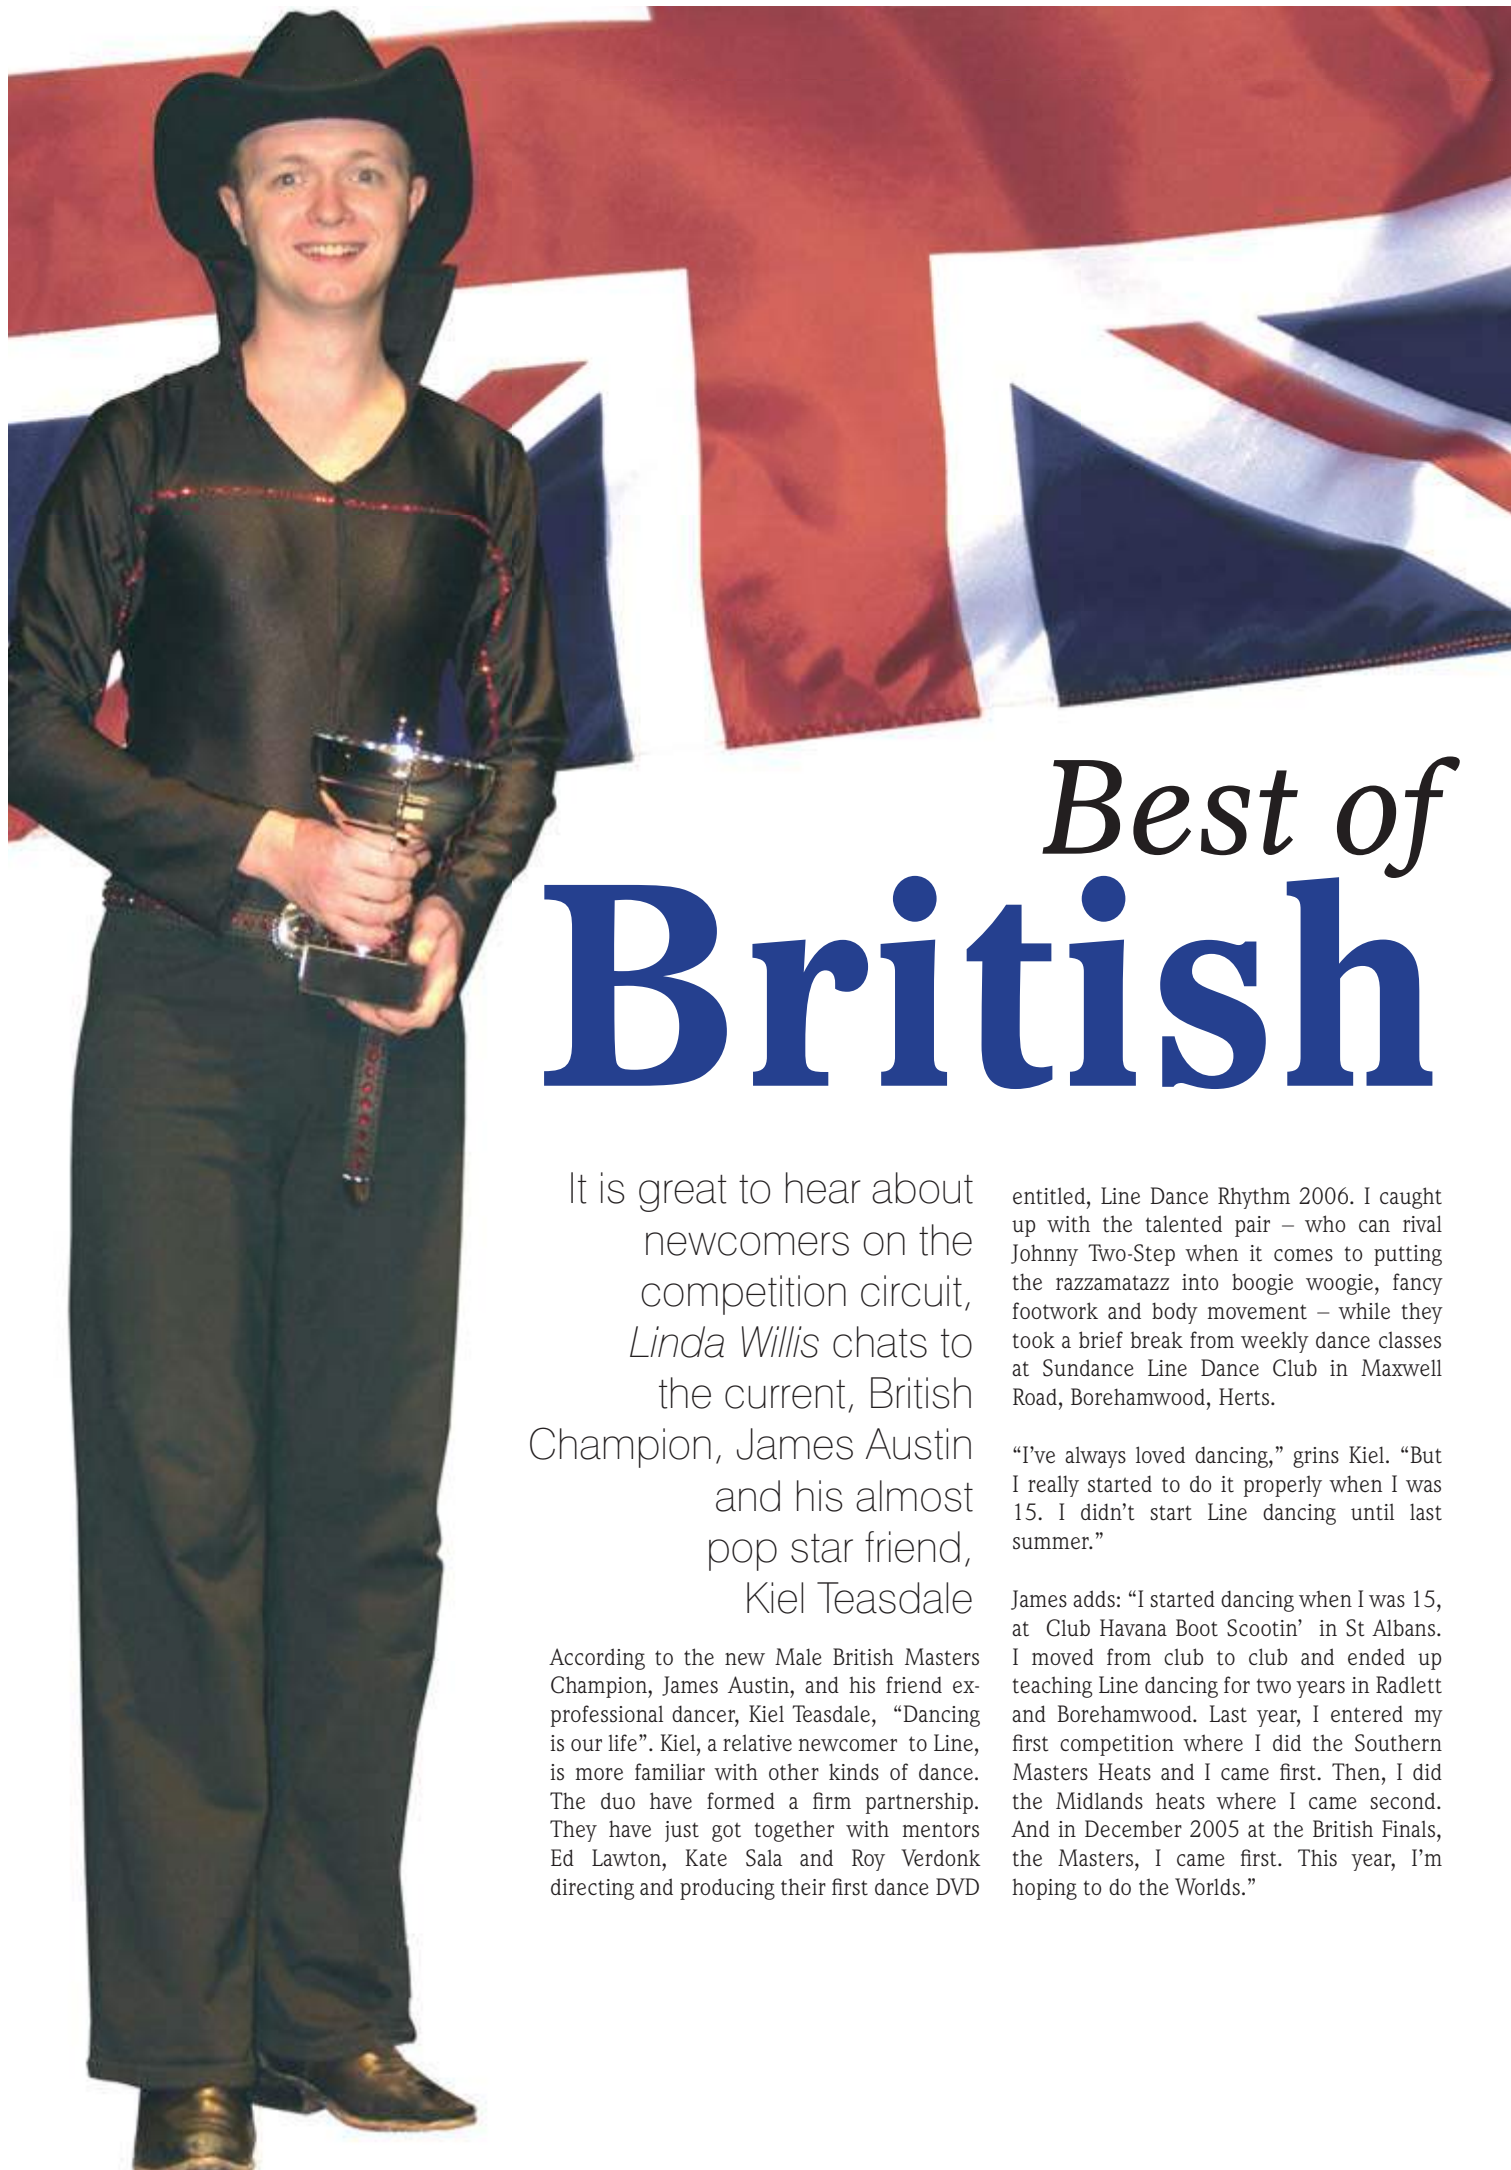 Best of
British
It is great to hear about
newcomers on the
competition circuit,
Linda Willis chats to
the current, British
Champion, James Austin
and his almost
pop star friend,
Kiel Teasdale
According to the new Male British Masters
Champion, James Austin, and his friend ex-
professional dancer, Kiel Teasdale, “Dancing
is our life”. Kiel, a relative newcomer to Line,
is more familiar with other kinds of dance.
The duo have formed a firm partnership.
They have just got together with mentors
Ed Lawton, Kate Sala and Roy Verdonk
directing and producing their first dance DVD
entitled, Line Dance Rhythm 2006. I caught
up with the talented pair – who can rival
Johnny Two-Step when it comes to putting
the razzamatazz into boogie woogie, fancy
footwork and body movement – while they
took a brief break from weekly dance classes
at Sundance Line Dance Club in Maxwell
Road, Borehamwood, Herts.
“I’ve always loved dancing,” grins Kiel. “But
I really started to do it properly when I was
15. I didn’t start Line dancing until last
summer.”
James adds: “I started dancing when I was 15,
at Club Havana Boot Scootin’ in St Albans.
I moved from club to club and ended up
teaching Line dancing for two years in Radlett
and Borehamwood. Last year, I entered my
first competition where I did the Southern
Masters Heats and I came first. Then, I did
the Midlands heats where I came second.
And in December 2005 at the British Finals,
the Masters, I came first. This year, I’m
hoping to do the Worlds.”